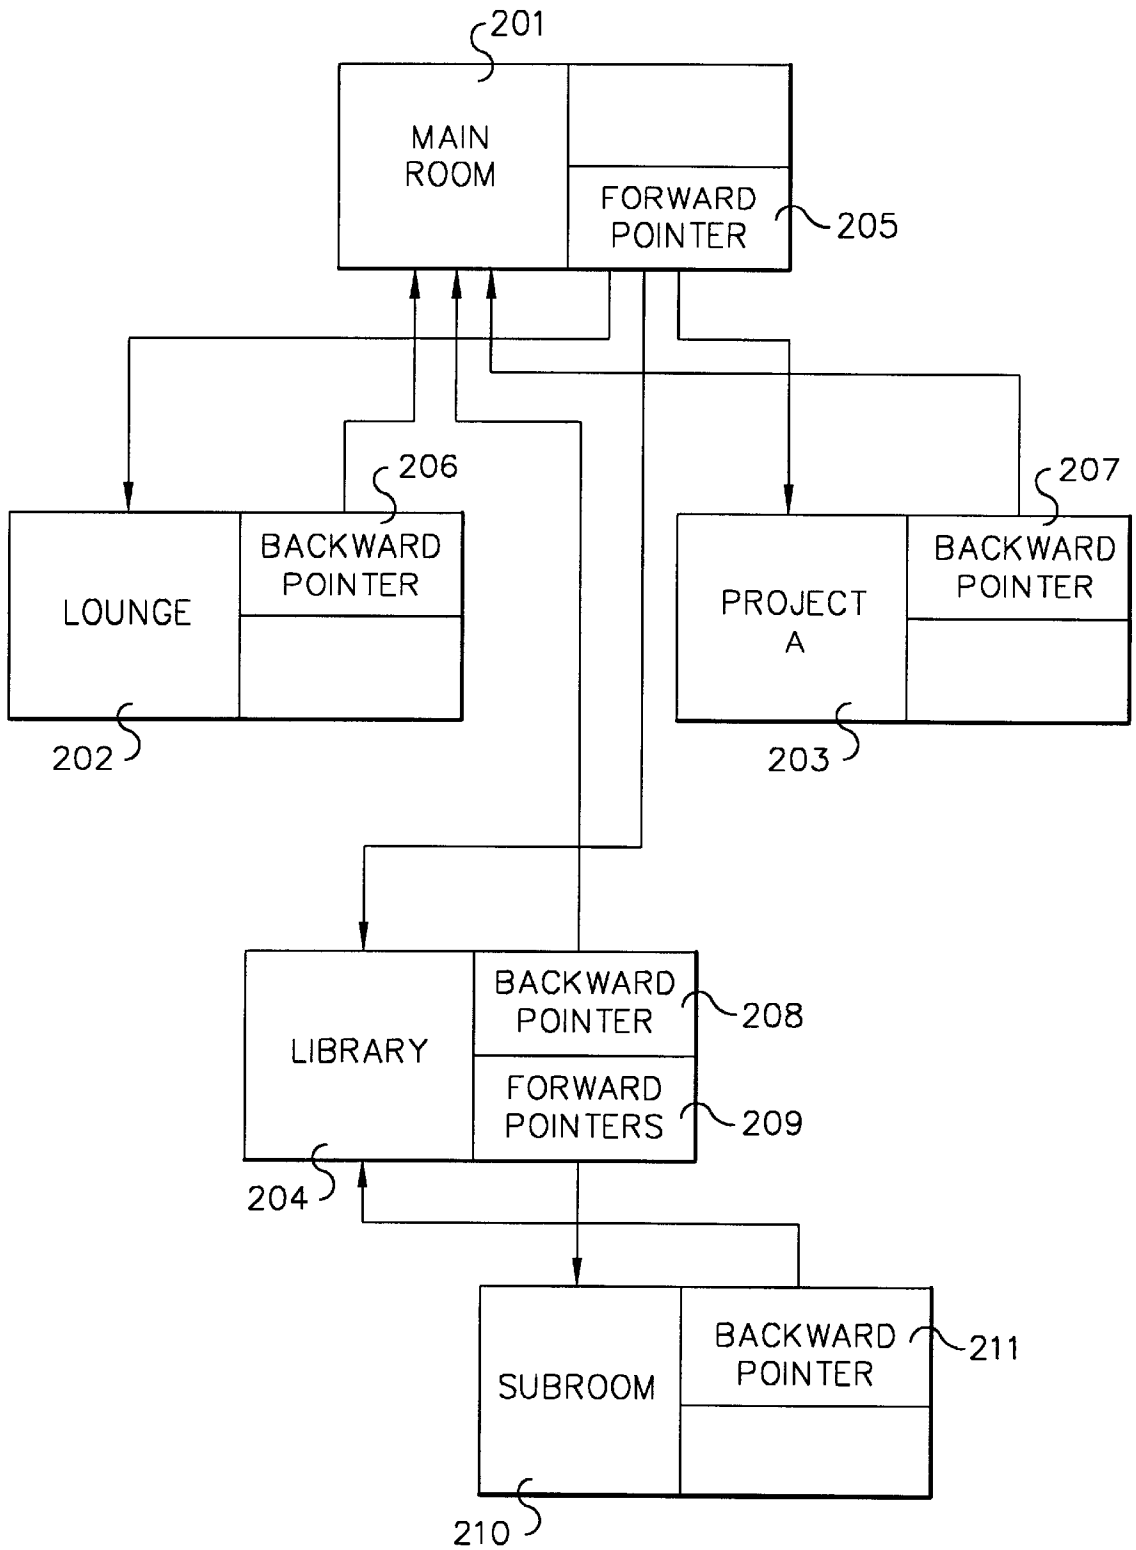 201
MAIN
ROOM
FORWARD
POINTER
205
206
207
LOUNGE
BACKWARD
POINTER
PROJECT
A
BACKWARD
POINTER
202
203
LIBRARY
BACKWARD
POINTER
208
FORWARD
POINTERS
209
204
SUBROOM
BACKWARD
POINTER
211
210